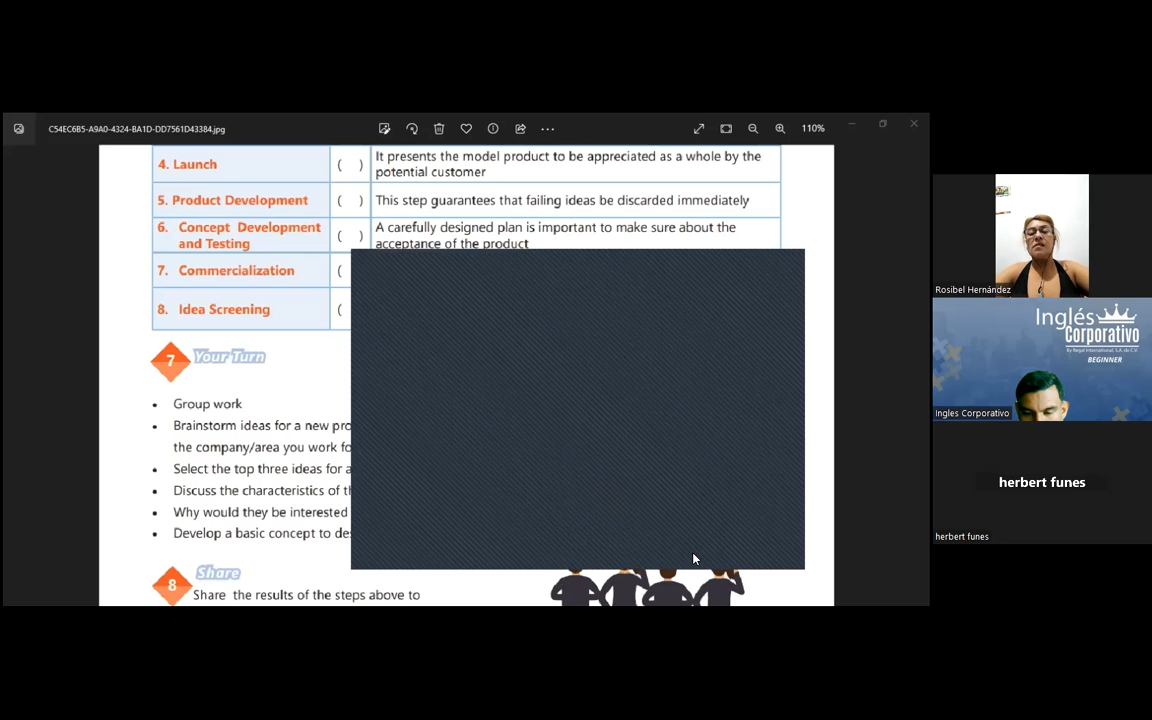 C54EC6B5-A9A0-4324-BA1D-DD7561D43384.jpg
110%
4. Launch
( )
It presents the model product to be appreciated as a whole by the
potential customer
5. Product Development
( )
This step guarantees that failing ideas be discarded immediately
6. Concept Development
and Testing
( )
A carefully designed plan is important to make sure about the
acceptance of the product
7. Commercialization
(
8. Idea Screening
(
7 Your Turn
• Group work
• Brainstorm ideas for a new pro
the company/area you work fo
• Select the top three ideas for a
• Discuss the characteristics of th
• Why would they be interested
• Develop a basic concept to de
8 Share
Share the results of the steps above to
Rosibel Hernández
Inglés
Corporativo
By Regal International, S.A. de C.V.
BEGINNER
Ingles Corporativo
herbert funes
herbert funes